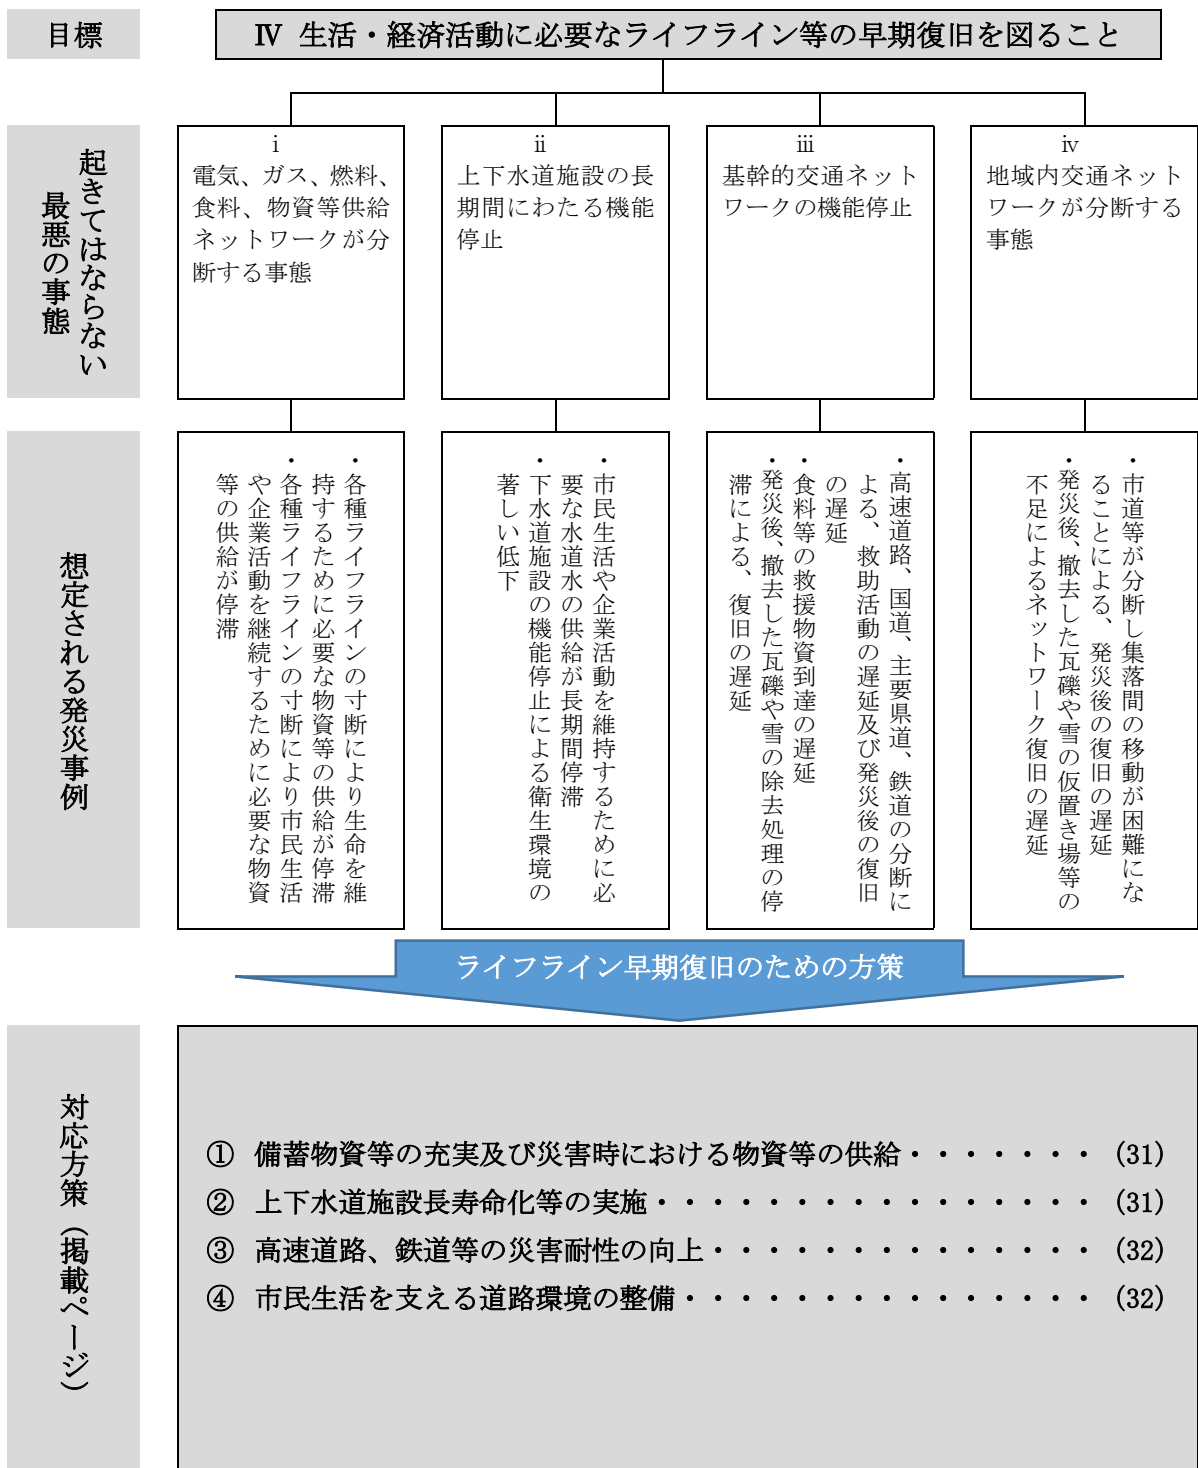 目標
Ⅳ 生活・経済活動に必要なライフライン等の早期復旧を図ること
起きてはならない
最悪の事態
ⅰ
電気、ガス、燃料、
食料、物資等供給
ネットワークが分
断する事態
ⅱ
上下水道施設の長
期間にわたる機能
停止
ⅲ
基幹的交通ネット
ワークの機能停止
ⅳ
地域内交通ネット
ワークが分断する
事態
想定される発災事例
・各種ライフラインの寸断により生命を維
持するために必要な物資等の供給が停滞
・各種ライフラインの寸断により市民生活
や企業活動を継続するために必要な物資
等の供給が停滞
・市民生活や企業活動を維持するために必
要な水道水の供給が長期間停滞
・下水道施設の機能停止による衛生環境の
著しい低下
・高速道路、国道、主要県道、鉄道の分断に
よる、救助活動の遅延及び発災後の復旧
の遅延
・食料等の救援物資到達の遅延
・発災後、撤去した瓦礫や雪の除去処理の停
滞による、復旧の遅延
・市道等が分断し集落間の移動が困難にな
ることによる、発災後の復旧の遅延
・発災後、撤去した瓦礫や雪の仮置き場等の
不足によるネットワーク復旧の遅延
ライフライン早期復旧のための方策
対応方策（掲載ページ）
① 備蓄物資等の充実及び災害時における物資等の供給・・・・・・・（31）
② 上下水道施設長寿命化等の実施・・・・・・・・・・・・・・・・（31）
③ 高速道路、鉄道等の災害耐性の向上・・・・・・・・・・・・・・（32）
④ 市民生活を支える道路環境の整備・・・・・・・・・・・・・・・（32）